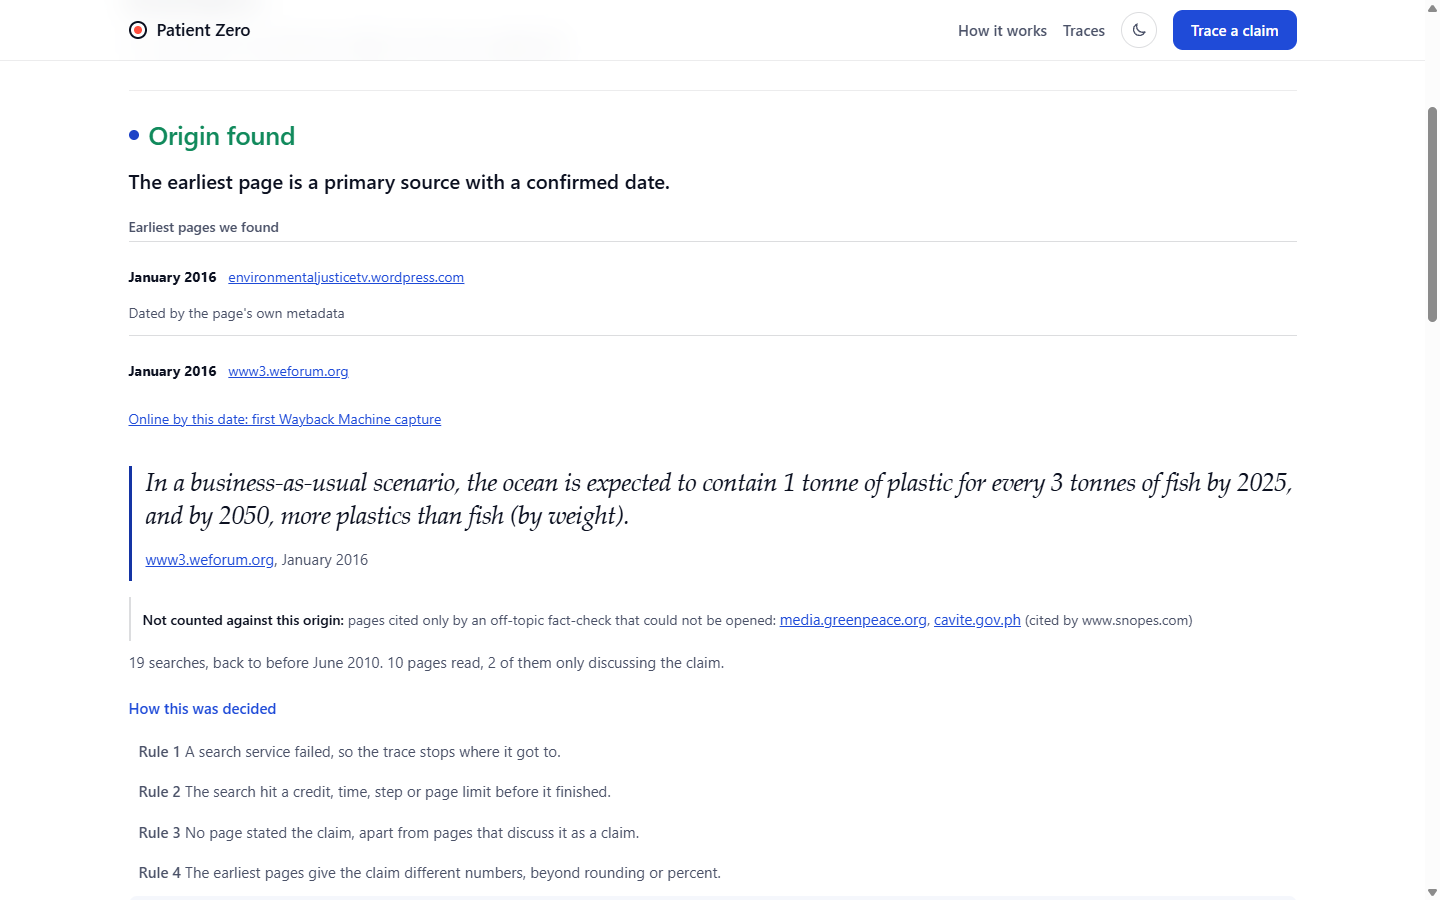 Patient Zero
How it works
Traces
Trace a claim
Origin found
The earliest page is a primary source with a confirmed date.
Earliest pages we found
January 2016 environmentaljusticetv.wordpress.com
Dated by the page's own metadata
January 2016 www3.weforum.org
Online by this date: first Wayback Machine capture
In a business-as-usual scenario, the ocean is expected to contain 1 tonne of plastic for every 3 tonnes of fish by 2025,
and by 2050, more plastics than fish (by weight).
www3.weforum.org, January 2016
Not counted against this origin: pages cited only by an off-topic fact-check that could not be opened: media.greenpeace.org, cavite.gov.ph (cited by www.snopes.com)
19 searches, back to before June 2010. 10 pages read, 2 of them only discussing the claim.
How this was decided
Rule 1 A search service failed, so the trace stops where it got to.
Rule 2 The search hit a credit, time, step or page limit before it finished.
Rule 3 No page stated the claim, apart from pages that discuss it as a claim.
Rule 4 The earliest pages give the claim different numbers, beyond rounding or percent.